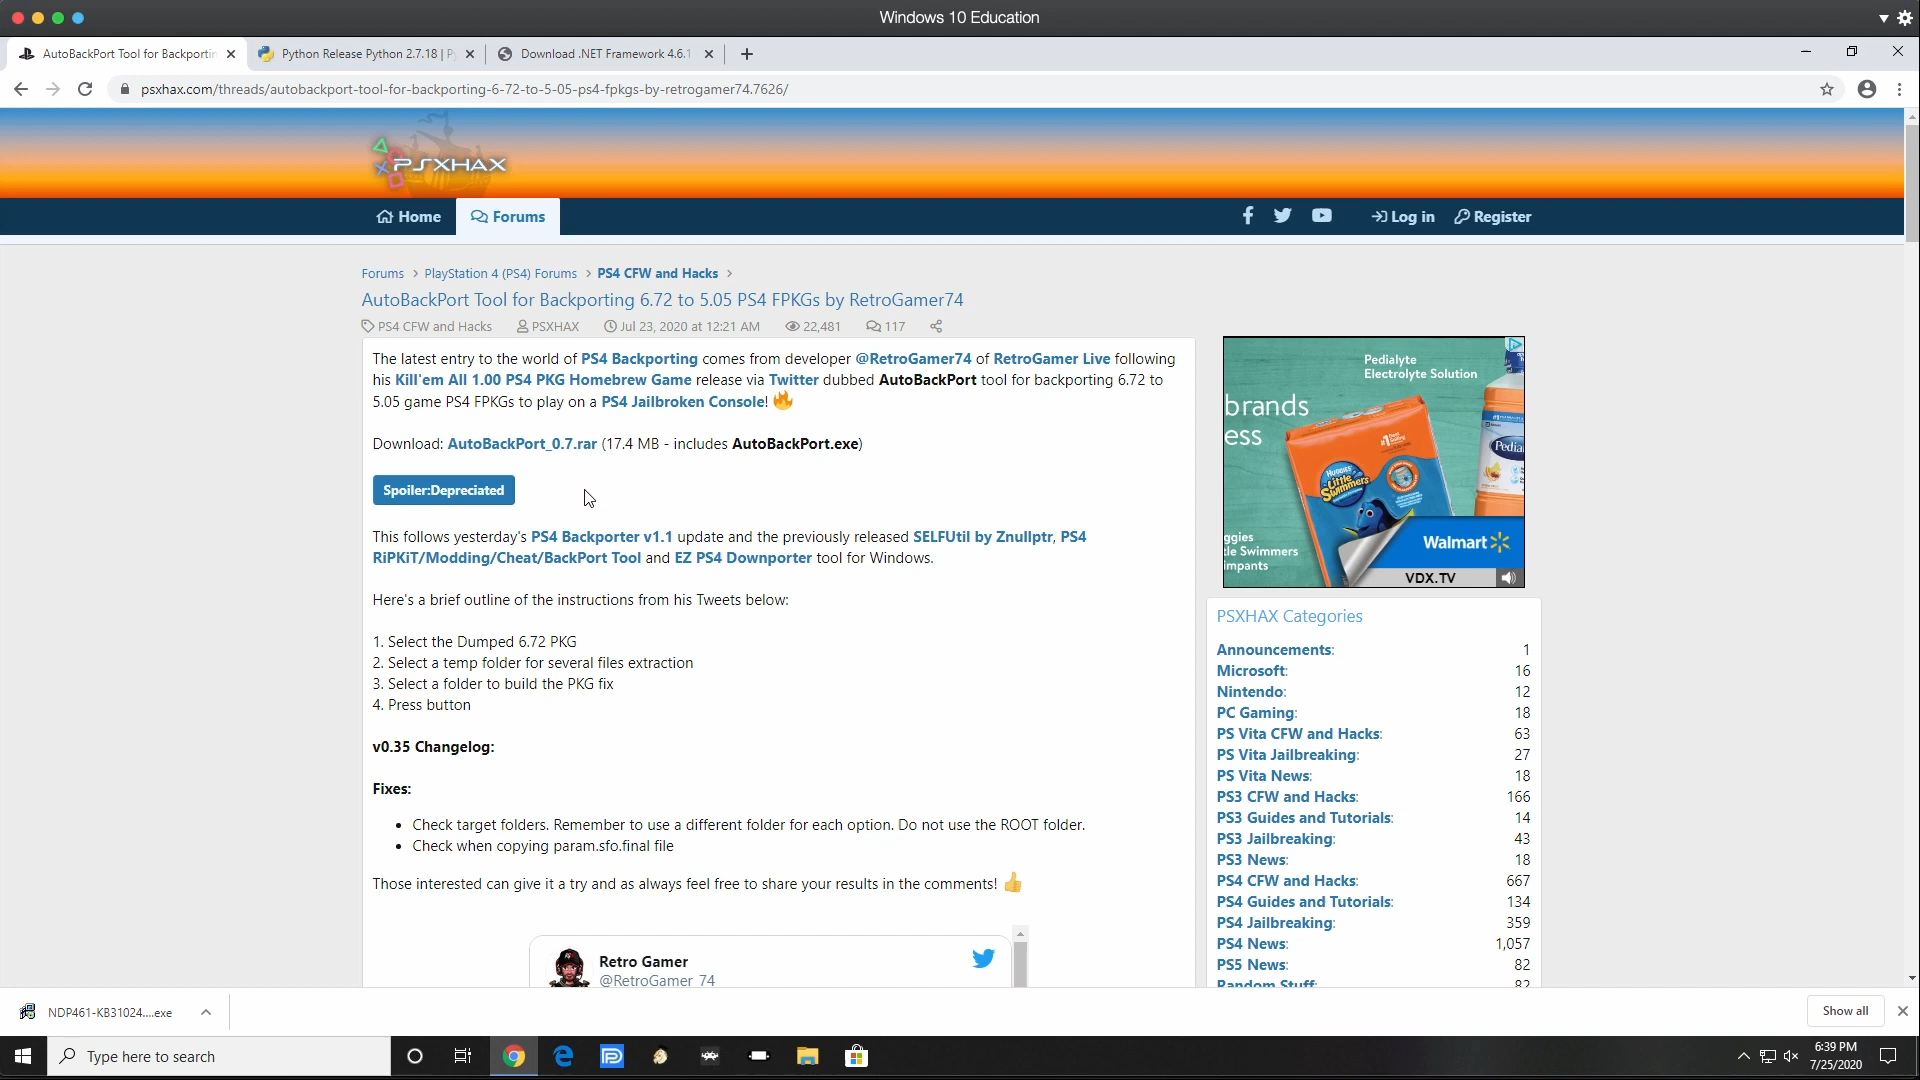 Windows 10 Education
AutoBackPort Tool for Backportin
Python Release Python 2.7.18 | P
Download .NET Framework 4.6.1
psxhax.com/threads/autobackport-tool-for-backporting-6-72-to-5-05-ps4-fpkgs-by-retrogamer74.7626/
PSXHAX
Home
Forums
Log in
Register
Forums > PlayStation 4 (PS4) Forums > PS4 CFW and Hacks >
AutoBackPort Tool for Backporting 6.72 to 5.05 PS4 FPKGs by RetroGamer74
PS4 CFW and Hacks PSXHAX Jul 23, 2020 at 12:21 AM 22,481 117
The latest entry to the world of PS4 Backporting comes from developer @RetroGamer74 of RetroGamer Live following
his Kill'em All 1.00 PS4 PKG Homebrew Game release via Twitter dubbed AutoBackPort tool for backporting 6.72 to
5.05 game PS4 FPKGs to play on a PS4 Jailbroken Console! 🔥
Download: AutoBackPort_0.7.rar (17.4 MB - includes AutoBackPort.exe)
Spoiler:Depreciated
This follows yesterday's PS4 Backporter v1.1 update and the previously released SELFUtil by Znullptr, PS4
RiPKiT/Modding/Cheat/BackPort Tool and EZ PS4 Downporter tool for Windows.
Here's a brief outline of the instructions from his Tweets below:
1. Select the Dumped 6.72 PKG
2. Select a temp folder for several files extraction
3. Select a folder to build the PKG fix
4. Press button
v0.35 Changelog:
Fixes:
• Check target folders. Remember to use a different folder for each option. Do not use the ROOT folder.
• Check when copying param.sfo.final file
Those interested can give it a try and as always feel free to share your results in the comments! 👍
Retro Gamer
@RetroGamer_74
Pedialyte
Electrolyte Solution
brands
ess
Huggies
Little Swimmers
Pedia
ggies
le Swimmers
impants
Walmart
VDX.TV
PSXHAX Categories
Announcements: 1
Microsoft: 16
Nintendo: 12
PC Gaming: 18
PS Vita CFW and Hacks: 63
PS Vita Jailbreaking: 27
PS Vita News: 18
PS3 CFW and Hacks: 166
PS3 Guides and Tutorials: 14
PS3 Jailbreaking: 43
PS3 News: 18
PS4 CFW and Hacks: 667
PS4 Guides and Tutorials: 134
PS4 Jailbreaking: 359
PS4 News: 1,057
PS5 News: 82
Random Stuff: 82
NDP461-KB31024....exe
Show all
Type here to search
6:39 PM
7/25/2020